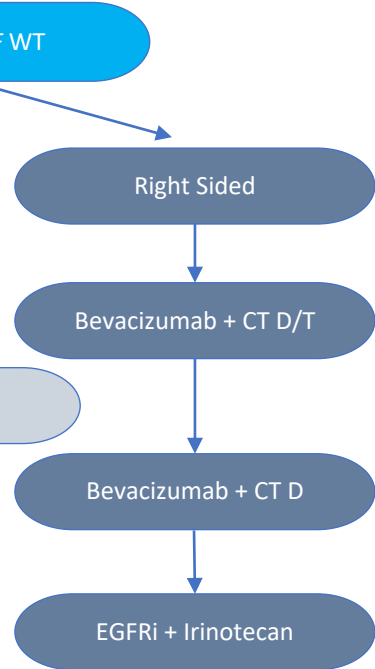 WT
Right Sided
Bevacizumab + CT D/T
Bevacizumab + CT D
EGFRi + Irinotecan